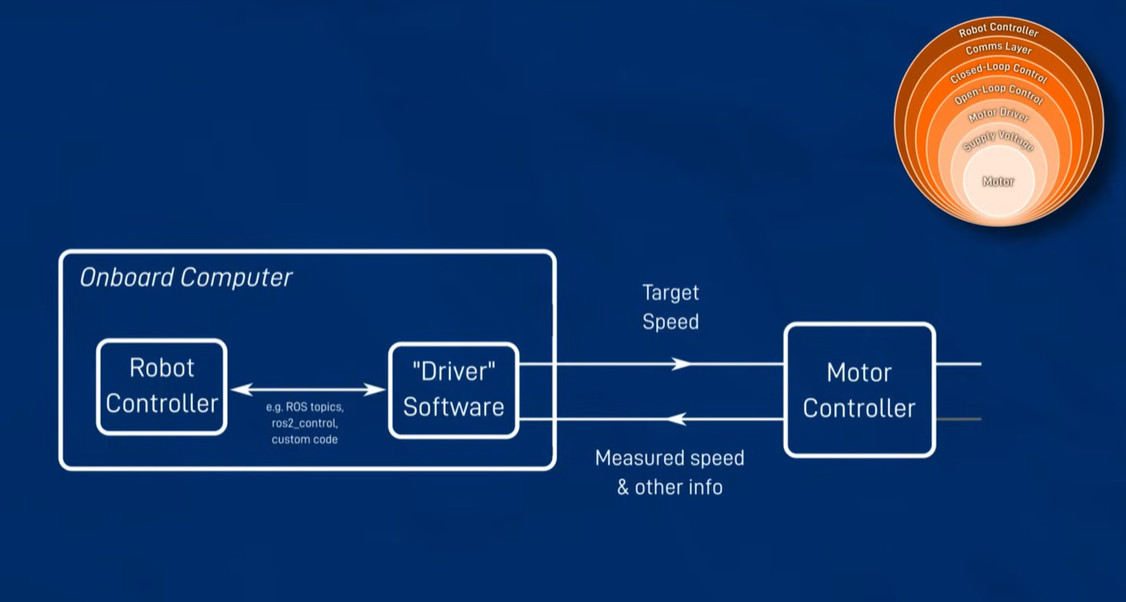 Robot Controller
Comms Layer
Closed-Loop Control
Open-Loop Control
Motor Driver
Supply Voltage
Motor
Onboard Computer
Robot
Controller
e.g. ROS topics,
ros2_control,
custom code
"Driver"
Software
Target
Speed
Measured speed
& other info
Motor
Controller